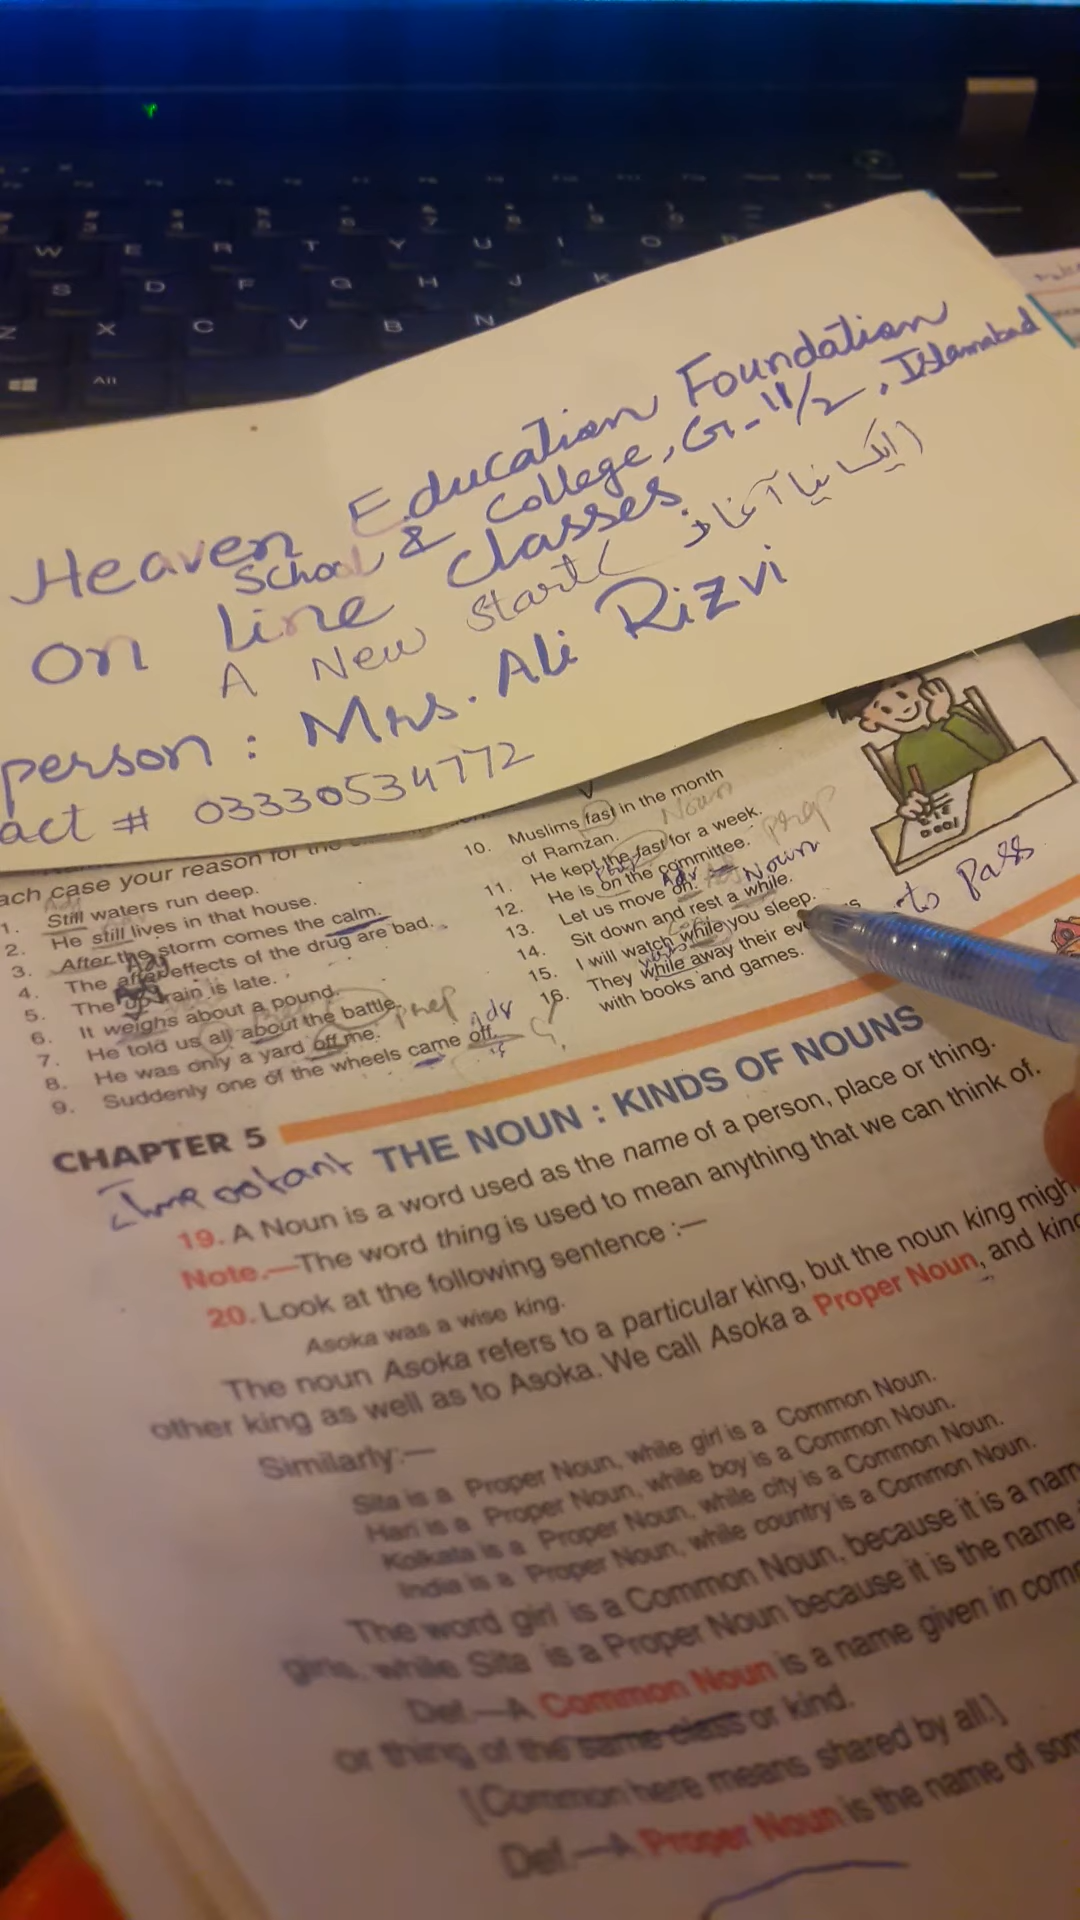 Heaven Education Foundation
School & College, G-11/2, Islamabad
On line Classes.
A New Start (ایک نیا آغاز)
person : Mrs. Ali Rizvi
act # 03330534772
ach case your reason for the
1. Still waters run deep.
2. He still lives in that house.
3. After the storm comes the calm.
4. The after effects of the drug are bad.
5. The up train is late.
6. It weighs about a pound.
7. He told us all about the battle.
8. He was only a yard off me.
9. Suddenly one of the wheels came off.
prep
adv
10. Muslims fast in the month
of Ramzan.
Noun
11. He kept the fast for a week.
prep
12. He is on the committee.
13. Let us move on.
Adv
Noun
14. Sit down and rest a while.
15. I will watch while you sleep.
16. They while away their
with books and games.
to pass
CHAPTER 5
THE NOUN : KINDS OF NOUNS
Important
19. A Noun is a word used as the name of a person, place or thing.
Note.—The word thing is used to mean anything that we can think of.
20. Look at the following sentence :—
Asoka was a wise king.
The noun Asoka refers to a particular king, but the noun king migh
other king as well as to Asoka. We call Asoka a Proper Noun, and king
Similarly:—
Sita is a Proper Noun, while girl is a Common Noun.
Hari is a Proper Noun, while boy is a Common Noun.
Kolkata is a Proper Noun, while city is a Common Noun.
India is a Proper Noun, while country is a Common Noun.
The word girl is a Common Noun, because it is a nam
girls, while Sita is a Proper Noun because it is the name
Def.—A Common Noun is a name given in comm
or thing of the same class or kind.
[Common here means shared by all.]
Def.—A Proper Noun is the name of som
W E R T Y U I O
S D F G H J K
Z X C V B N
Alt